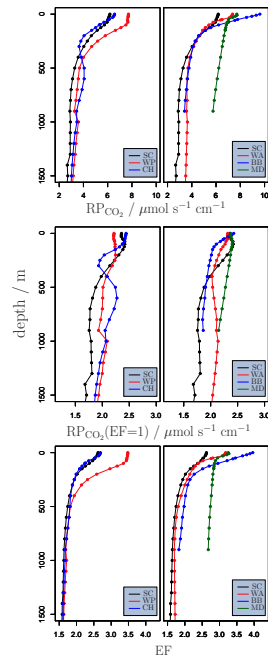 0
500
1000
1500
SC
WP
CH
SC
WA
BB
MD
2 4 6 8 10 4 6 8 10
RP_CO₂ / μmol s⁻¹ cm⁻¹
depth / m
0
500
1000
1500
SC
WP
CH
SC
WA
BB
MD
1.5 2.0 2.5 3.0 1.5 2.0 2.5 3.0
RP_CO₂(EF=1) / μmol s⁻¹ cm⁻¹
0
500
1000
1500
SC
WP
CH
SC
WA
BB
MD
1.5 2.0 2.5 3.0 3.5 4.0 1.5 2.0 2.5 3.0 3.5 4.0
EF